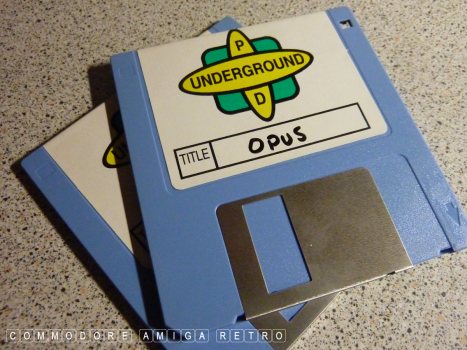 P
UNDERGROUND
D
TITLE OPUS
COMMODORE AMIGA RETRO